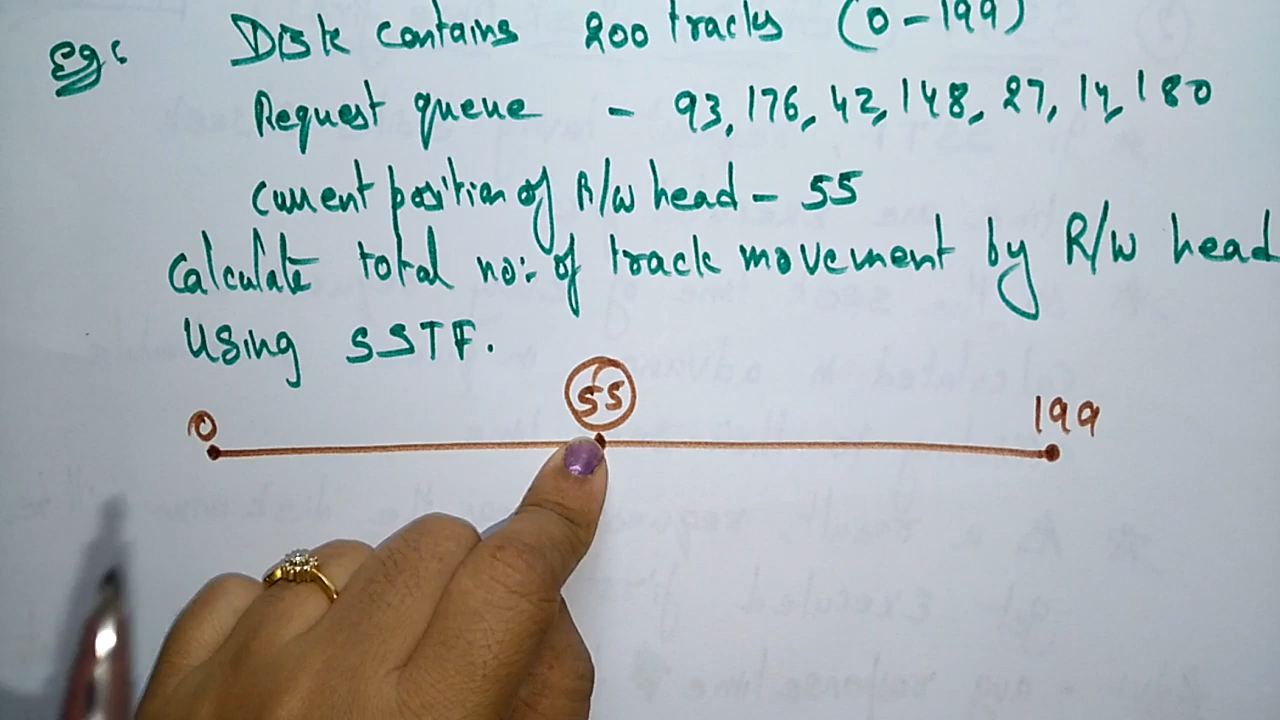 Eg: Disk contains 200 tracks (0-199)
Request queue - 93, 176, 42, 148, 27, 14, 180
Current position of R/W head - 55
Calculate total no: of track movement by R/W head
Using SSTF.
55
0 199